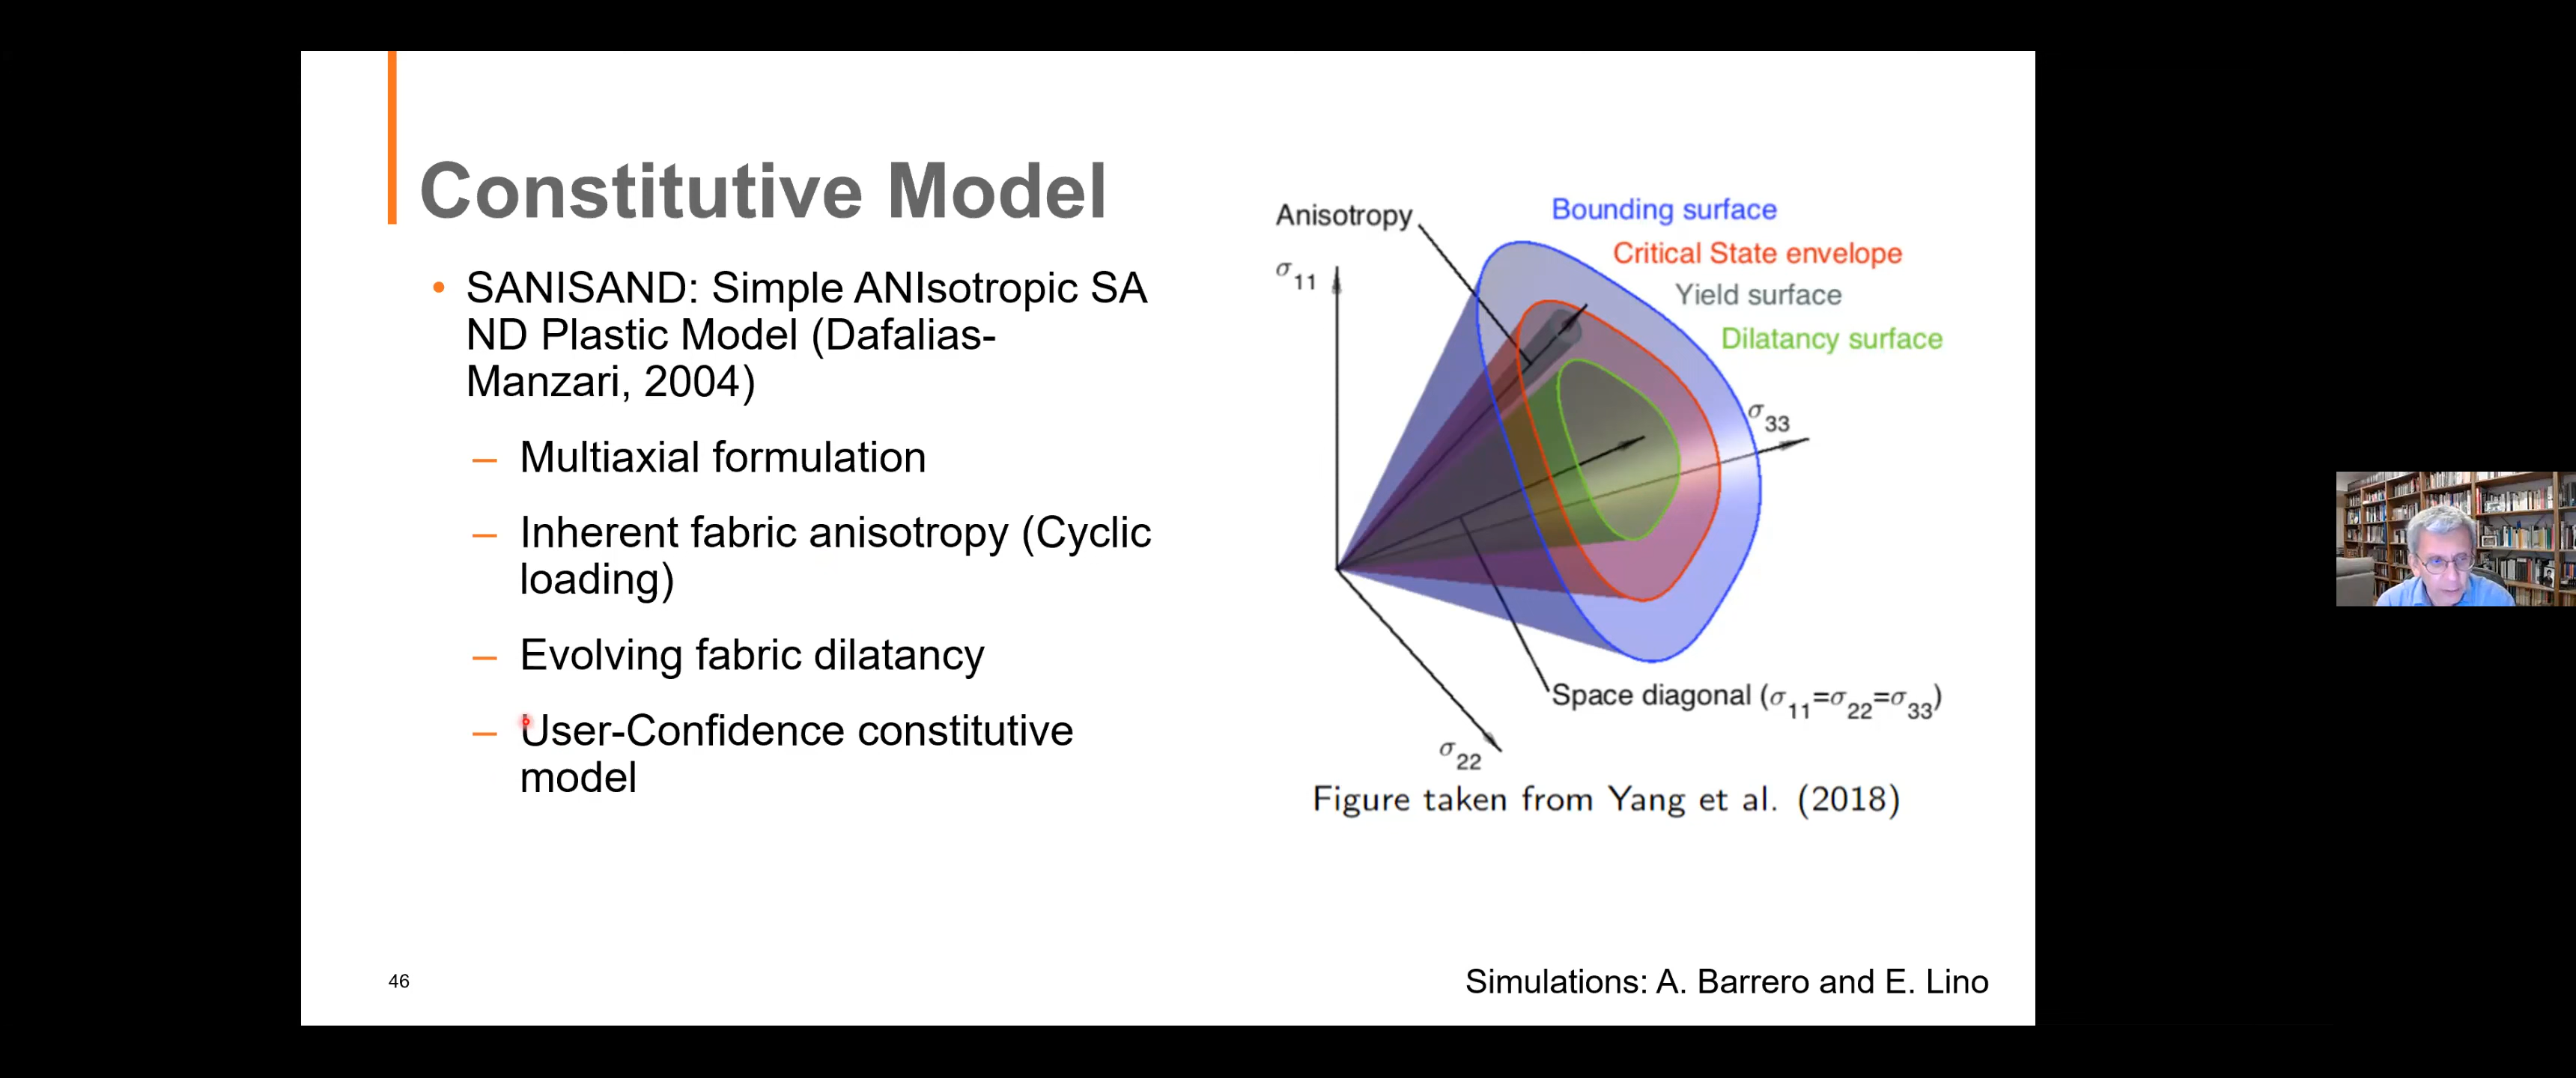 Constitutive Model
• SANISAND: Simple ANIsotropic SA
ND Plastic Model (Dafalias-
Manzari, 2004)
– Multiaxial formulation
– Inherent fabric anisotropy (Cyclic
loading)
– Evolving fabric dilatancy
– User-Confidence constitutive
model
Anisotropy
Bounding surface
Critical State envelope
Yield surface
Dilatancy surface
σ11
σ33
Space diagonal (σ11=σ22=σ33)
σ22
Figure taken from Yang et al. (2018)
46
Simulations: A. Barrero and E. Lino